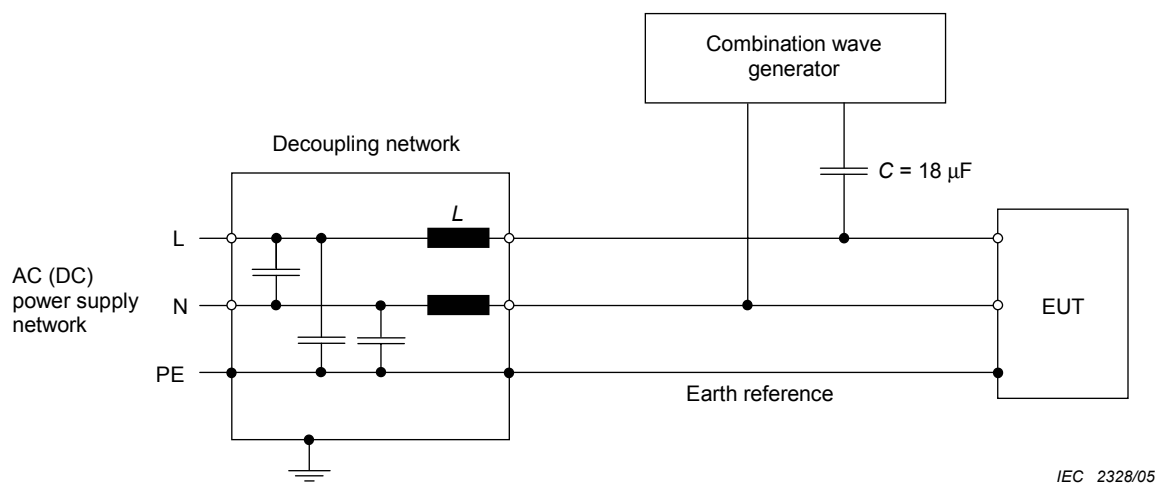 Combination wave
generator
Decoupling network
C = 18 μF
L
L
AC (DC)
power supply
network
N
EUT
PE
Earth reference
IEC 2328/05